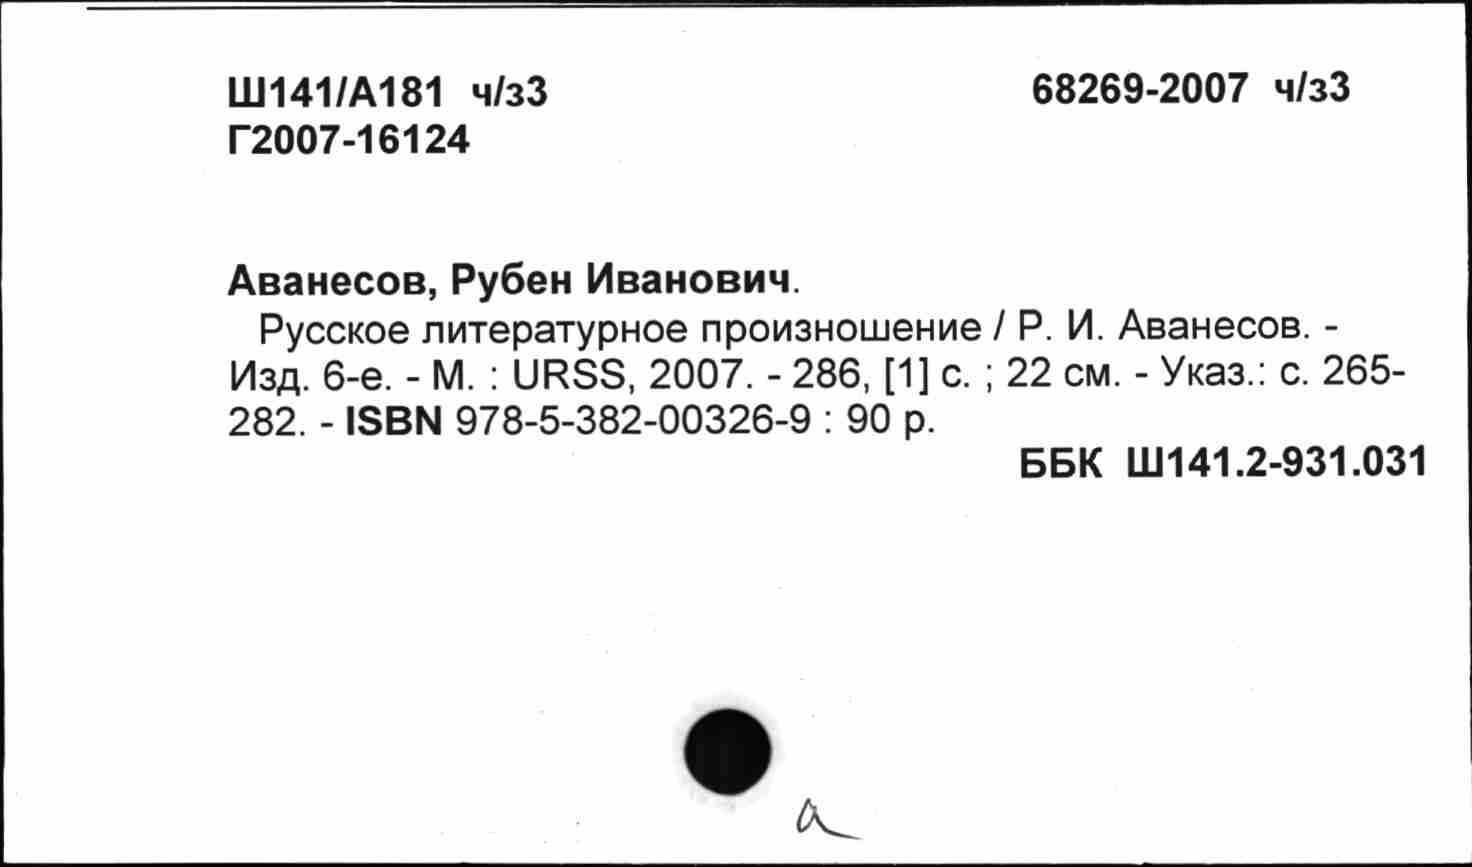 Ш141/А181 ч/з3
68269-2007 ч/з3
Г2007-16124
Аванесов, Рубен Иванович.
Русское литературное произношение / Р. И. Аванесов. -
Изд. 6-е. - М. : URSS, 2007. - 286, [1] с. ; 22 см. - Указ.: с. 265-
282. - ISBN 978-5-382-00326-9 : 90 р.
ББК Ш141.2-931.031
а